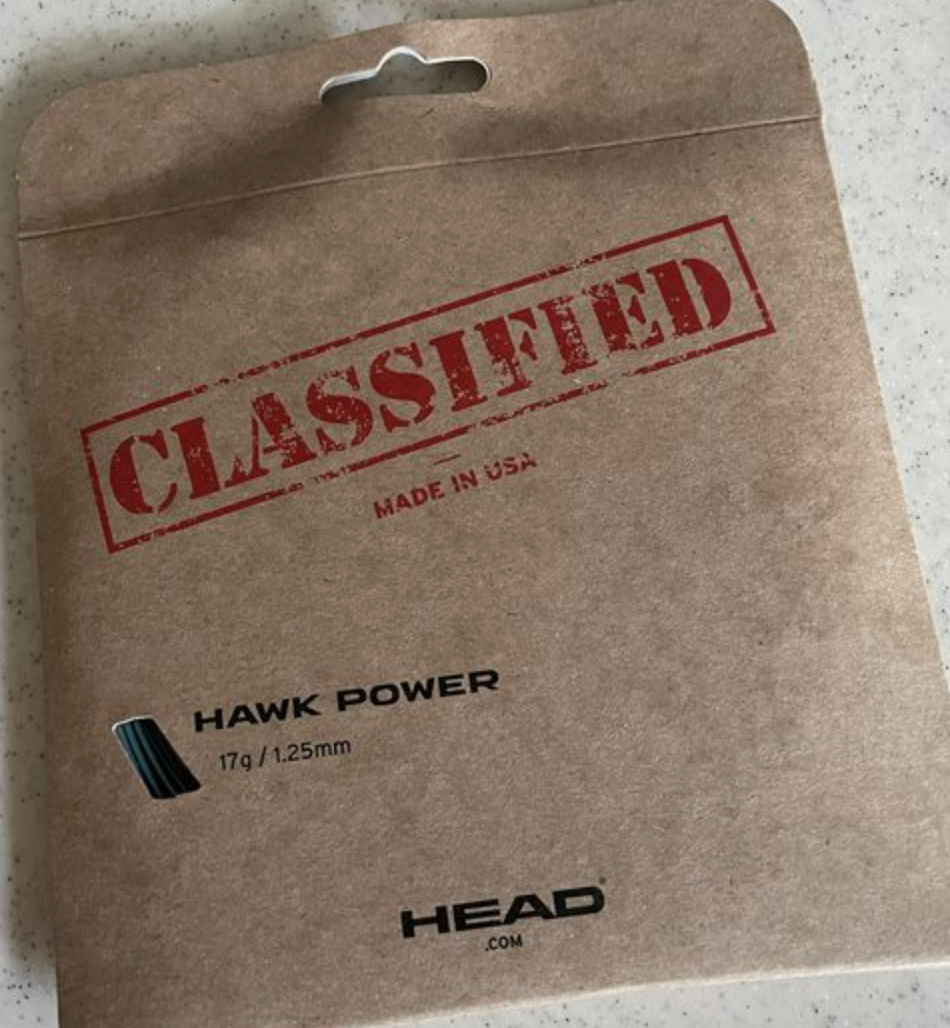 CLASSIFIED
MADE IN USA
HAWK POWER
17g / 1.25mm
HEAD
.COM